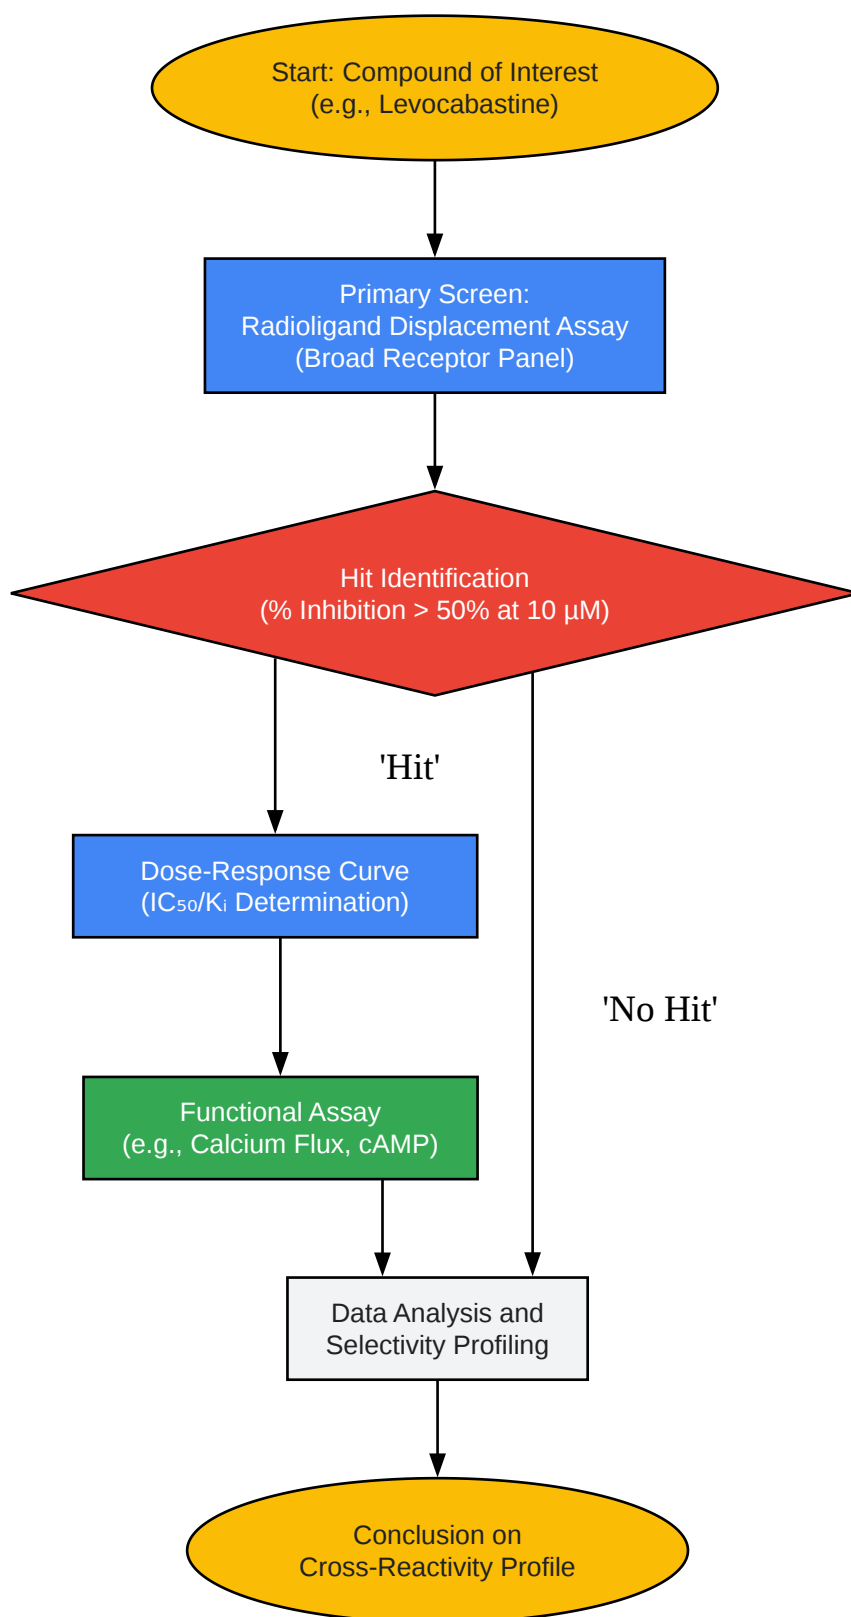 Start: Compound of Interest
(e.g., Levocabastine)
Primary Screen:
Radioligand Displacement Assay
(Broad Receptor Panel)
Hit Identification
(% Inhibition > 50% at 10 µM)
'Hit'
Dose-Response Curve
(IC₅₀/Kᵢ Determination)
'No Hit'
Functional Assay
(e.g., Calcium Flux, cAMP)
Data Analysis and
Selectivity Profiling
Conclusion on
Cross-Reactivity Profile